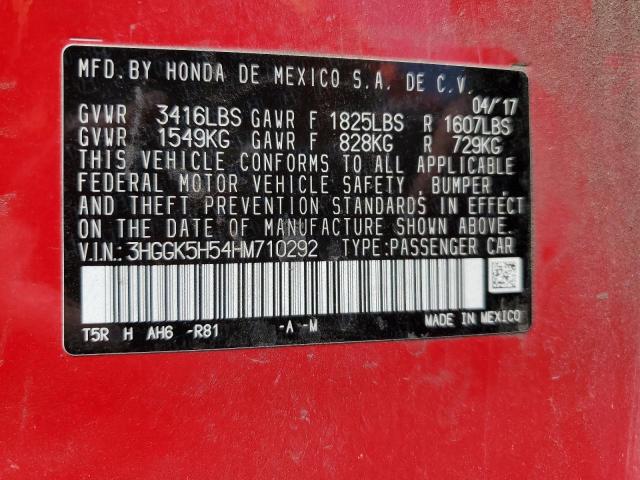 MFD.BY HONDA DE MEXICO S.A. DE C.V.
04/'17
GVWR 3416LBS GAWR F 1825LBS R 1607LBS
GVWR 1549KG GAWR F 828KG R 729KG
THIS VEHICLE CONFORMS TO ALL APPLICABLE
FEDERAL MOTOR VEHICLE SAFETY, BUMPER,
AND THEFT PREVENTION STANDARDS IN EFFECT
ON THE DATE OF MANUFACTURE SHOWN ABOVE.
V.I.N.: 3HGGK5H54HM710292 TYPE:PASSENGER CAR
T5R H AH6 -R81 -A -M MADE IN MEXICO